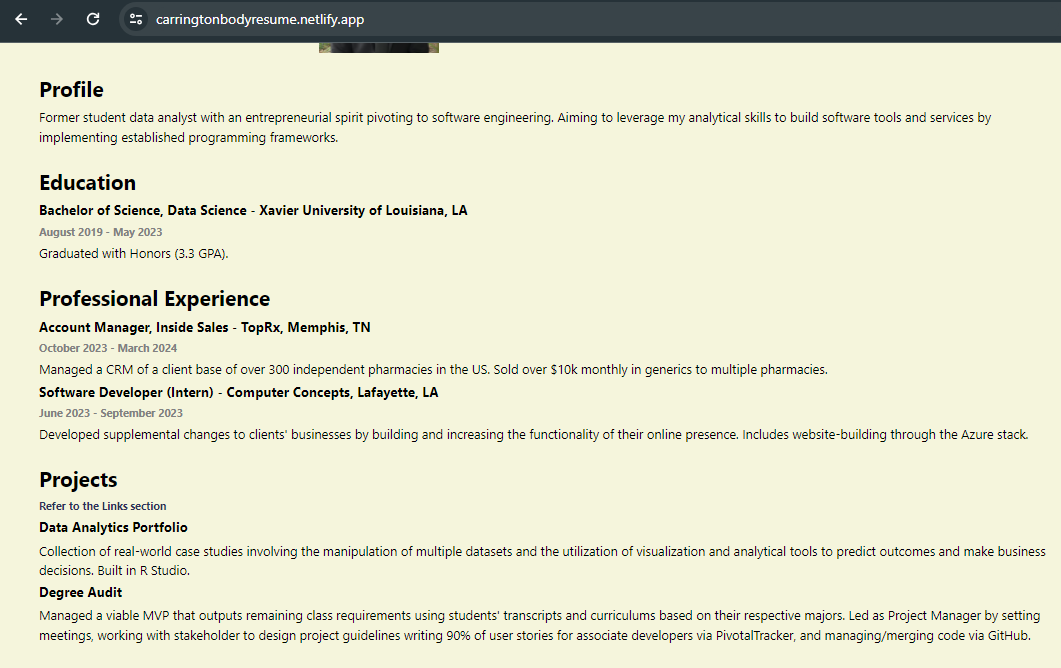 carringtonbodyresume.netlify.app
Profile
Former student data analyst with an entrepreneurial spirit pivoting to software engineering. Aiming to leverage my analytical skills to build software tools and services by
implementing established programming frameworks.
Education
Bachelor of Science, Data Science - Xavier University of Louisiana, LA
August 2019 - May 2023
Graduated with Honors (3.3 GPA).
Professional Experience
Account Manager, Inside Sales - TopRx, Memphis, TN
October 2023 - March 2024
Managed a CRM of a client base of over 300 independent pharmacies in the US. Sold over $10k monthly in generics to multiple pharmacies.
Software Developer (Intern) - Computer Concepts, Lafayette, LA
June 2023 - September 2023
Developed supplemental changes to clients' businesses by building and increasing the functionality of their online presence. Includes website-building through the Azure stack.
Projects
Refer to the Links section
Data Analytics Portfolio
Collection of real-world case studies involving the manipulation of multiple datasets and the utilization of visualization and analytical tools to predict outcomes and make business
decisions. Built in R Studio.
Degree Audit
Managed a viable MVP that outputs remaining class requirements using students' transcripts and curriculums based on their respective majors. Led as Project Manager by setting
meetings, working with stakeholder to design project guidelines writing 90% of user stories for associate developers via PivotalTracker, and managing/merging code via GitHub.